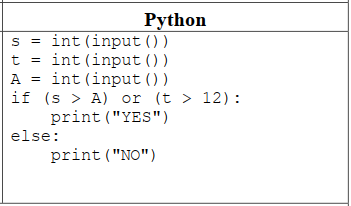 Python
s = int(input())
t = int(input())
A = int(input())
if (s > A) or (t > 12):
    print("YES")
else:
    print("NO")